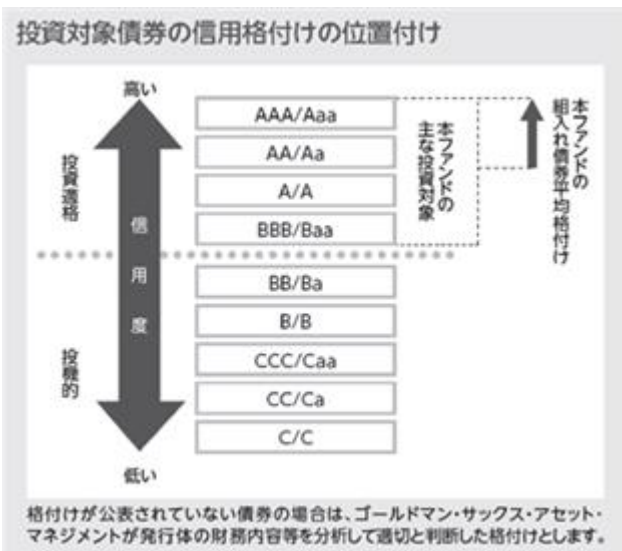 投資対象債券の信用格付けの位置付け
高い
投資適格
信用度
投機的
低い
AAA/Aaa
AA/Aa
A/A
BBB/Baa
BB/Ba
B/B
CCC/Caa
CC/Ca
C/C
本ファンドの
主な投資対象
本ファンドの
組入れ債券平均格付け
格付けが公表されていない債券の場合は、ゴールドマン・サックス・アセット・
マネジメントが発行体の財務内容等を分析して適切と判断した格付けとします。